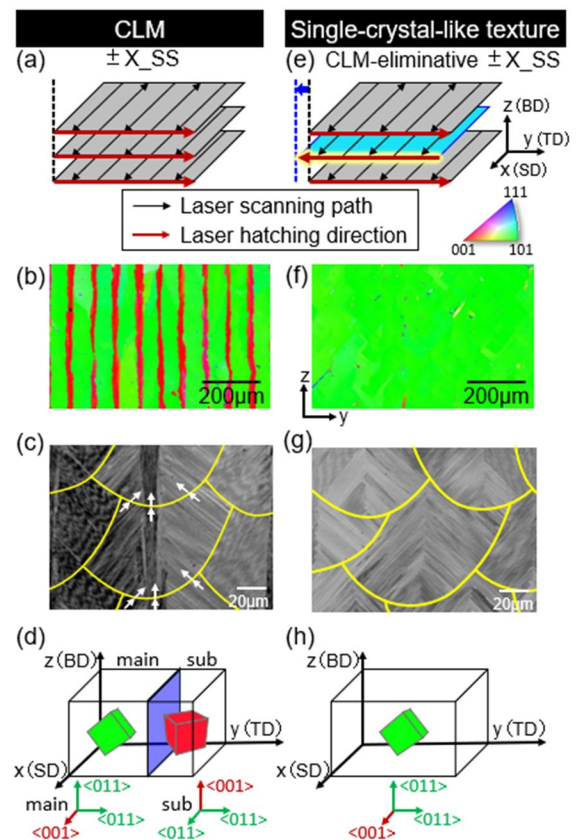 CLM
Single-crystal-like texture
(a)
± X_SS
(e)
CLM-eliminative ± X_SS
z (BD)
y (TD)
x (SD)
Laser scanning path
Laser hatching direction
111
001
101
(b)
200μm
(f)
200μm
z
y
(c)
20μm
(g)
20μm
(d)
z (BD)
main
sub
y (TD)
x (SD)
main
<011>
<011>
<001>
sub
<001>
<011>
<011>
(h)
z (BD)
y (TD)
x (SD)
<011>
<011>
<001>